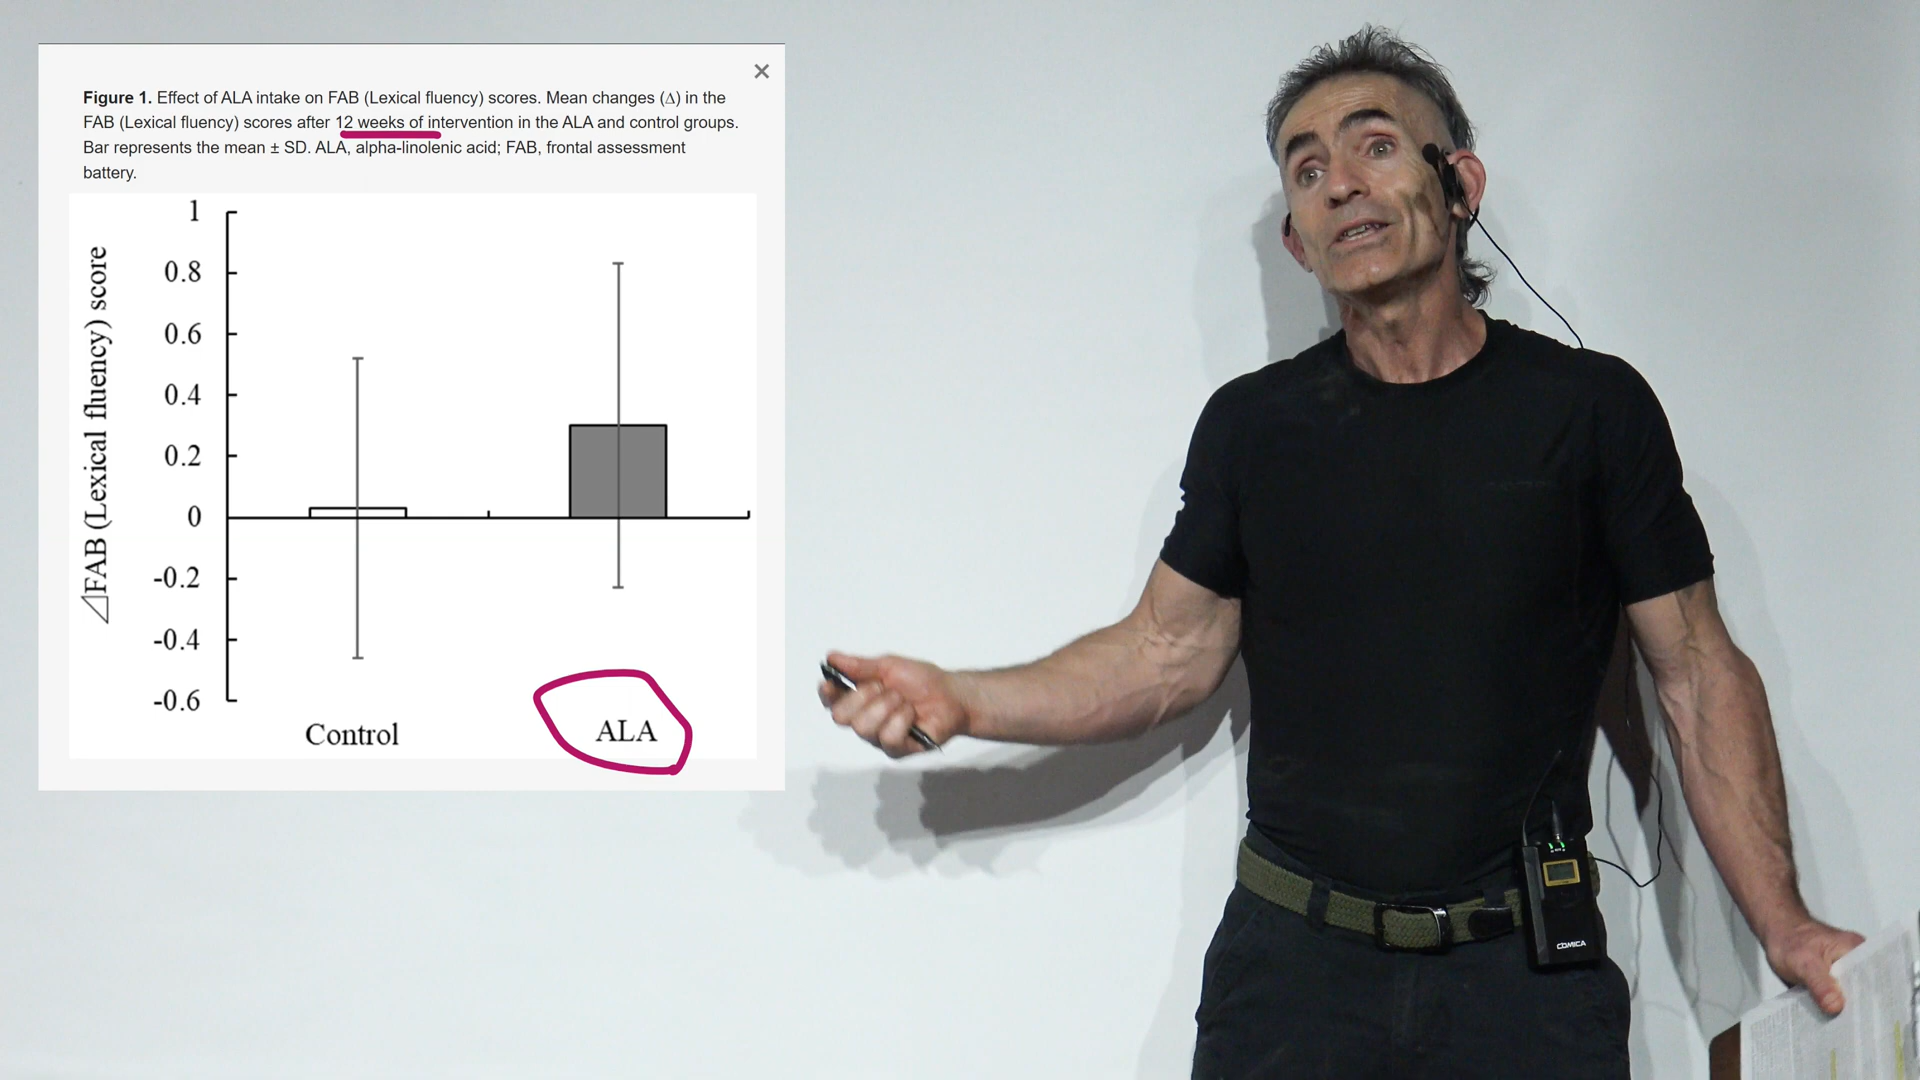 Figure 1. Effect of ALA intake on FAB (Lexical fluency) scores. Mean changes (Δ) in the
FAB (Lexical fluency) scores after 12 weeks of intervention in the ALA and control groups.
Bar represents the mean ± SD. ALA, alpha-linolenic acid; FAB, frontal assessment
battery.
⊿FAB (Lexical fluency) score
1
0.8
0.6
0.4
0.2
0
-0.2
-0.4
-0.6
Control
ALA
COMICA